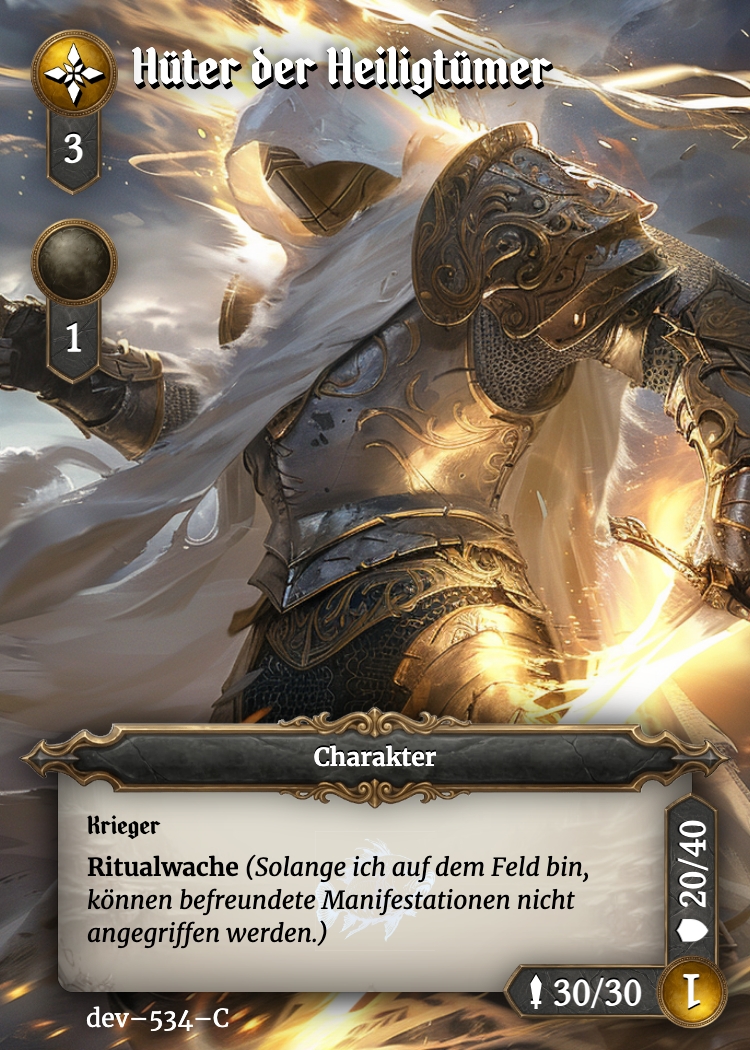 Hüter der Heiligtümer
3
1
Charakter
Krieger
Ritualwache (Solange ich auf dem Feld bin,
können befreundete Manifestationen nicht
angegriffen werden.)
20/40
30/30
1
dev–534–C